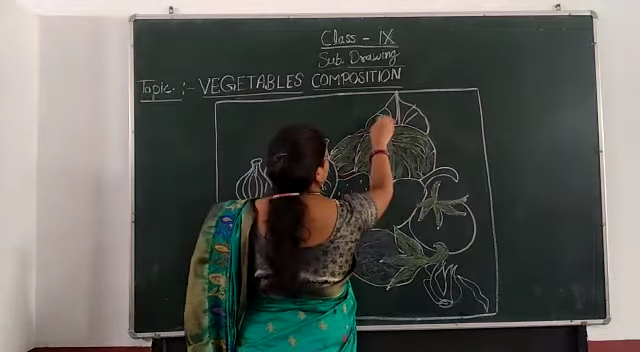 Class - IX
Sub. Drawing
Topic :- VEGETABLES COMPOSITION